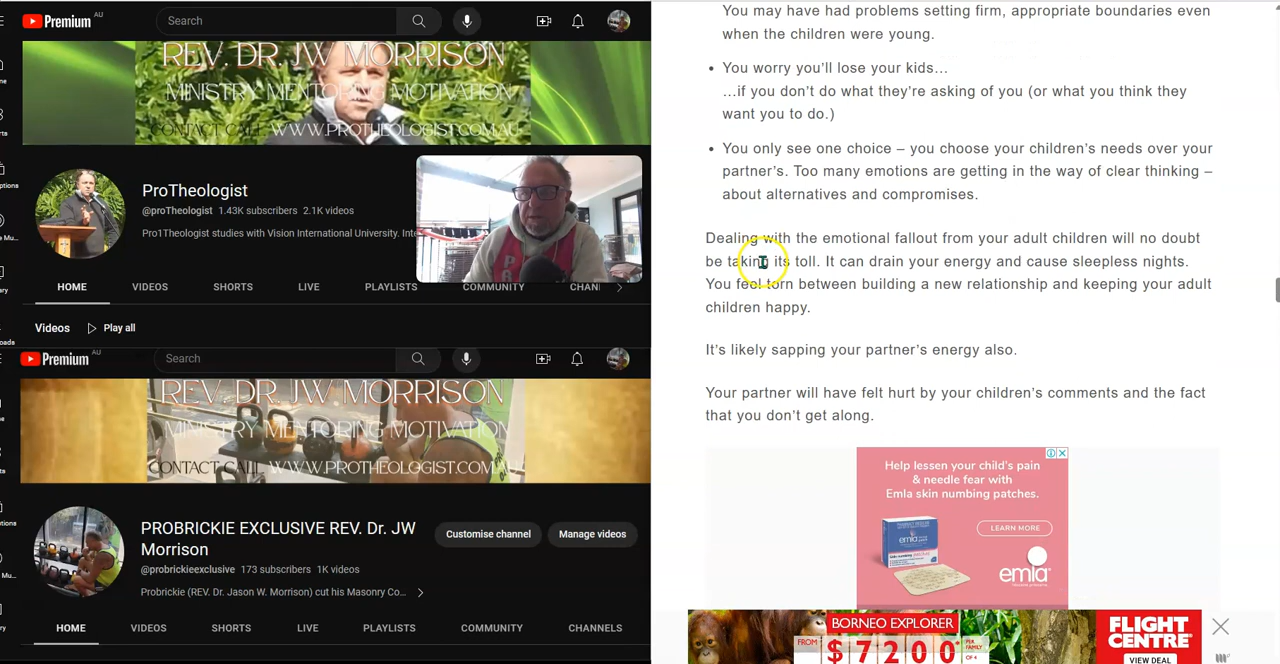 Premium AU
Search
REV. DR. JW MORRISON
MINISTRY MENTORING MOTIVATION
CONTACT CALL WWW.PROTHEOLOGIST.COM.AU
ProTheologist
@proTheologist 1.43K subscribers 2.1K videos
Pro1Theologist studies with Vision International University.
HOME VIDEOS SHORTS LIVE PLAYLISTS COMMUNITY CHANI
Videos Play all
Premium AU
Search
REV. DR. JW MORRISON
MINISTRY MENTORING MOTIVATION
CONTACT CALL WWW.PROTHEOLOGIST.COM.AU
PROBRICKIE EXCLUSIVE REV. Dr. JW
Morrison
@probrickieexclusive 173 subscribers 1K videos
Customise channel Manage videos
Probrickie (REV. Dr. Jason W. Morrison) cut his Masonry Co...
HOME VIDEOS SHORTS LIVE PLAYLISTS COMMUNITY CHANNELS
You may have had problems setting firm, appropriate boundaries even
when the children were young.
• You worry you’ll lose your kids…
…if you don’t do what they’re asking of you (or what you think they
want you to do.)
• You only see one choice – you choose your children’s needs over your
partner’s. Too many emotions are getting in the way of clear thinking –
about alternatives and compromises.
Dealing with the emotional fallout from your adult children will no doubt
be taking its toll. It can drain your energy and cause sleepless nights.
You feel torn between building a new relationship and keeping your adult
children happy.
It’s likely sapping your partner’s energy also.
Your partner will have felt hurt by your children’s comments and the fact
that you don’t get along.
Help lessen your child's pain
& needle fear with
Emla skin numbing patches.
LEARN MORE
emla
emla
BORNEO EXPLORER
FROM $7200 PER FAMILY OF 4
FLIGHT
CENTRE
VIEW DEAL